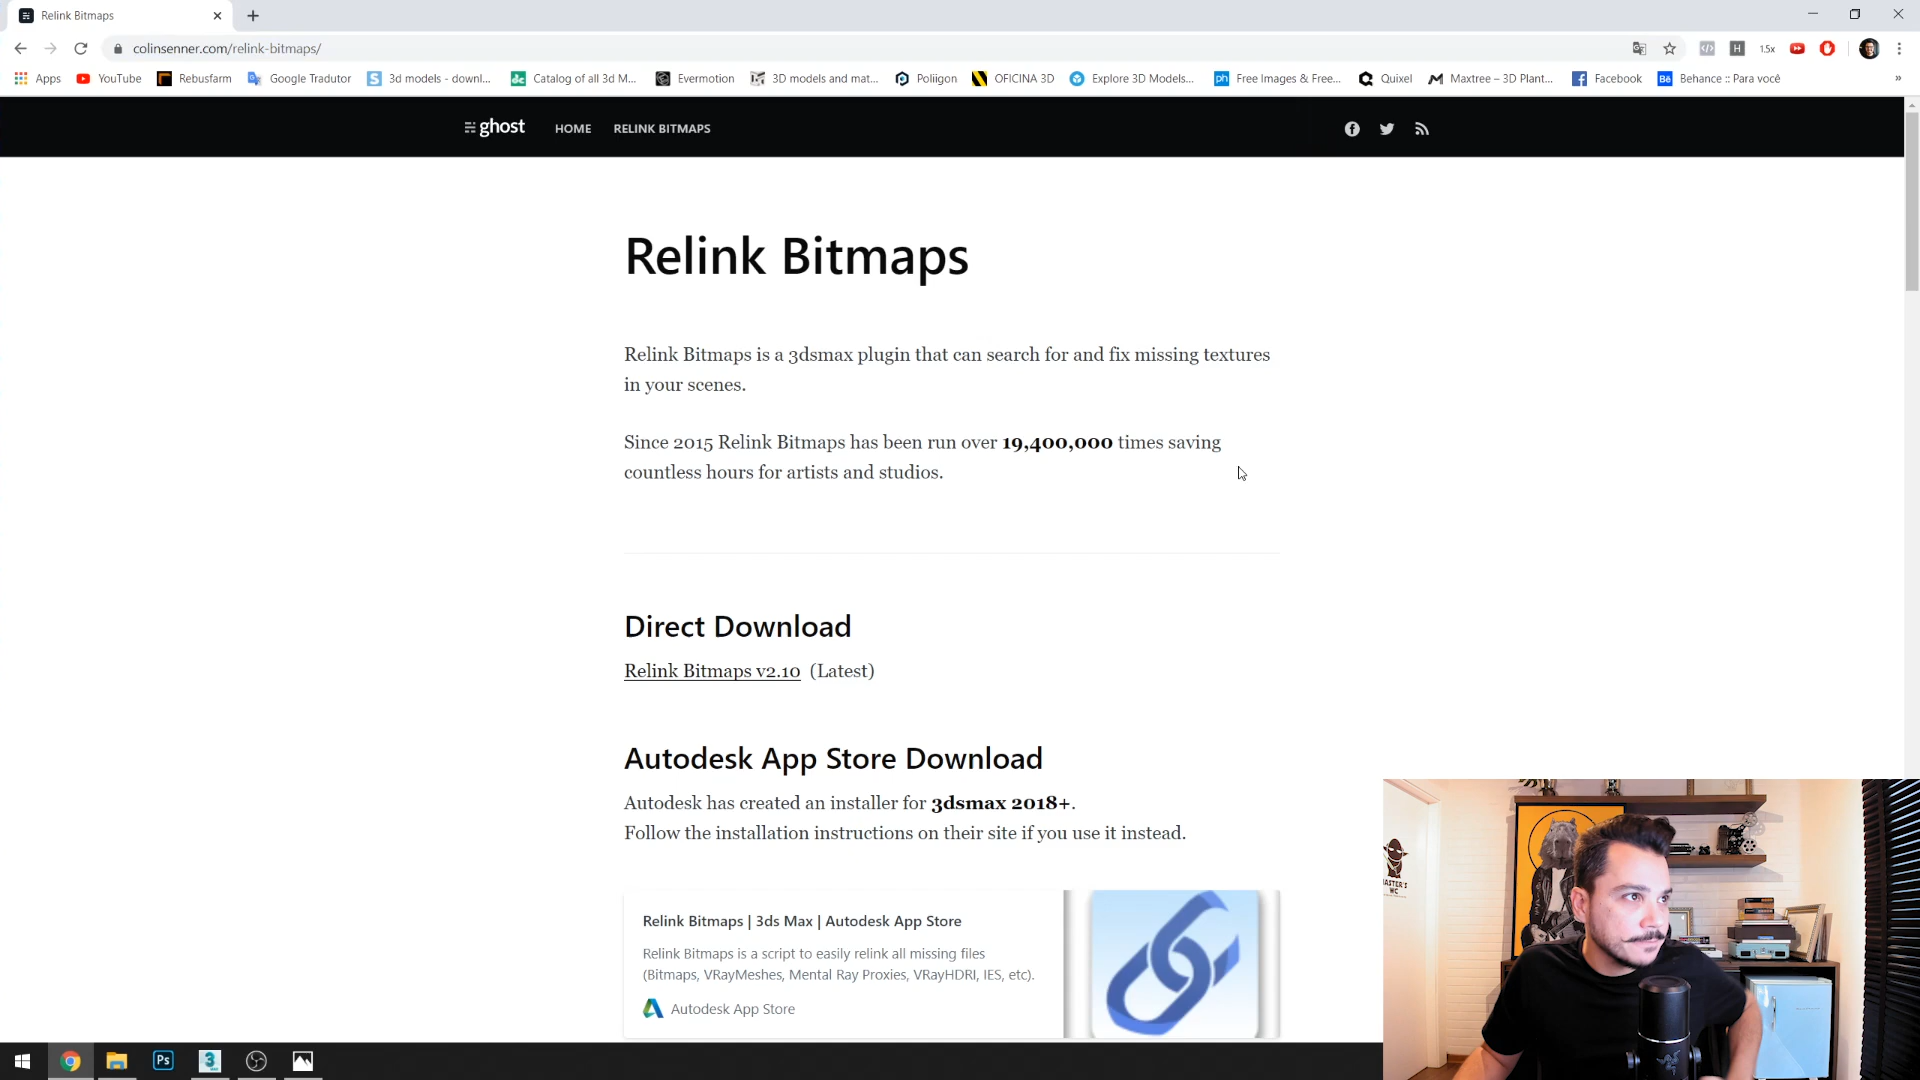 Relink Bitmaps
colinsenner.com/relink-bitmaps/
1.5x
Apps
YouTube
Rebusfarm
Google Tradutor
3d models - downl...
Catalog of all 3d M...
Evermotion
3D models and mat...
Poliigon
OFICINA 3D
Explore 3D Models...
Free Images & Free...
Quixel
Maxtree – 3D Plant...
Facebook
Behance :: Para você
ghost
HOME
RELINK BITMAPS
Relink Bitmaps
Relink Bitmaps is a 3dsmax plugin that can search for and fix missing textures
in your scenes.
Since 2015 Relink Bitmaps has been run over 19,400,000 times saving
countless hours for artists and studios.
Direct Download
Relink Bitmaps v2.10 (Latest)
Autodesk App Store Download
Autodesk has created an installer for 3dsmax 2018+.
Follow the installation instructions on their site if you use it instead.
Relink Bitmaps | 3ds Max | Autodesk App Store
Relink Bitmaps is a script to easily relink all missing files
(Bitmaps, VRayMeshes, Mental Ray Proxies, VRayHDRI, IES, etc).
Autodesk App Store
Ps
3